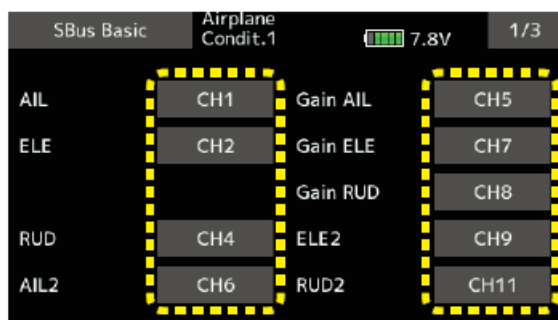 SBus Basic Airplane 7.8V 1/3
Condit.1
AIL CH1 Gain AIL CH5
ELE CH2 Gain ELE CH7
Gain RUD CH8
RUD CH4 ELE2 CH9
AIL2 CH6 RUD2 CH11